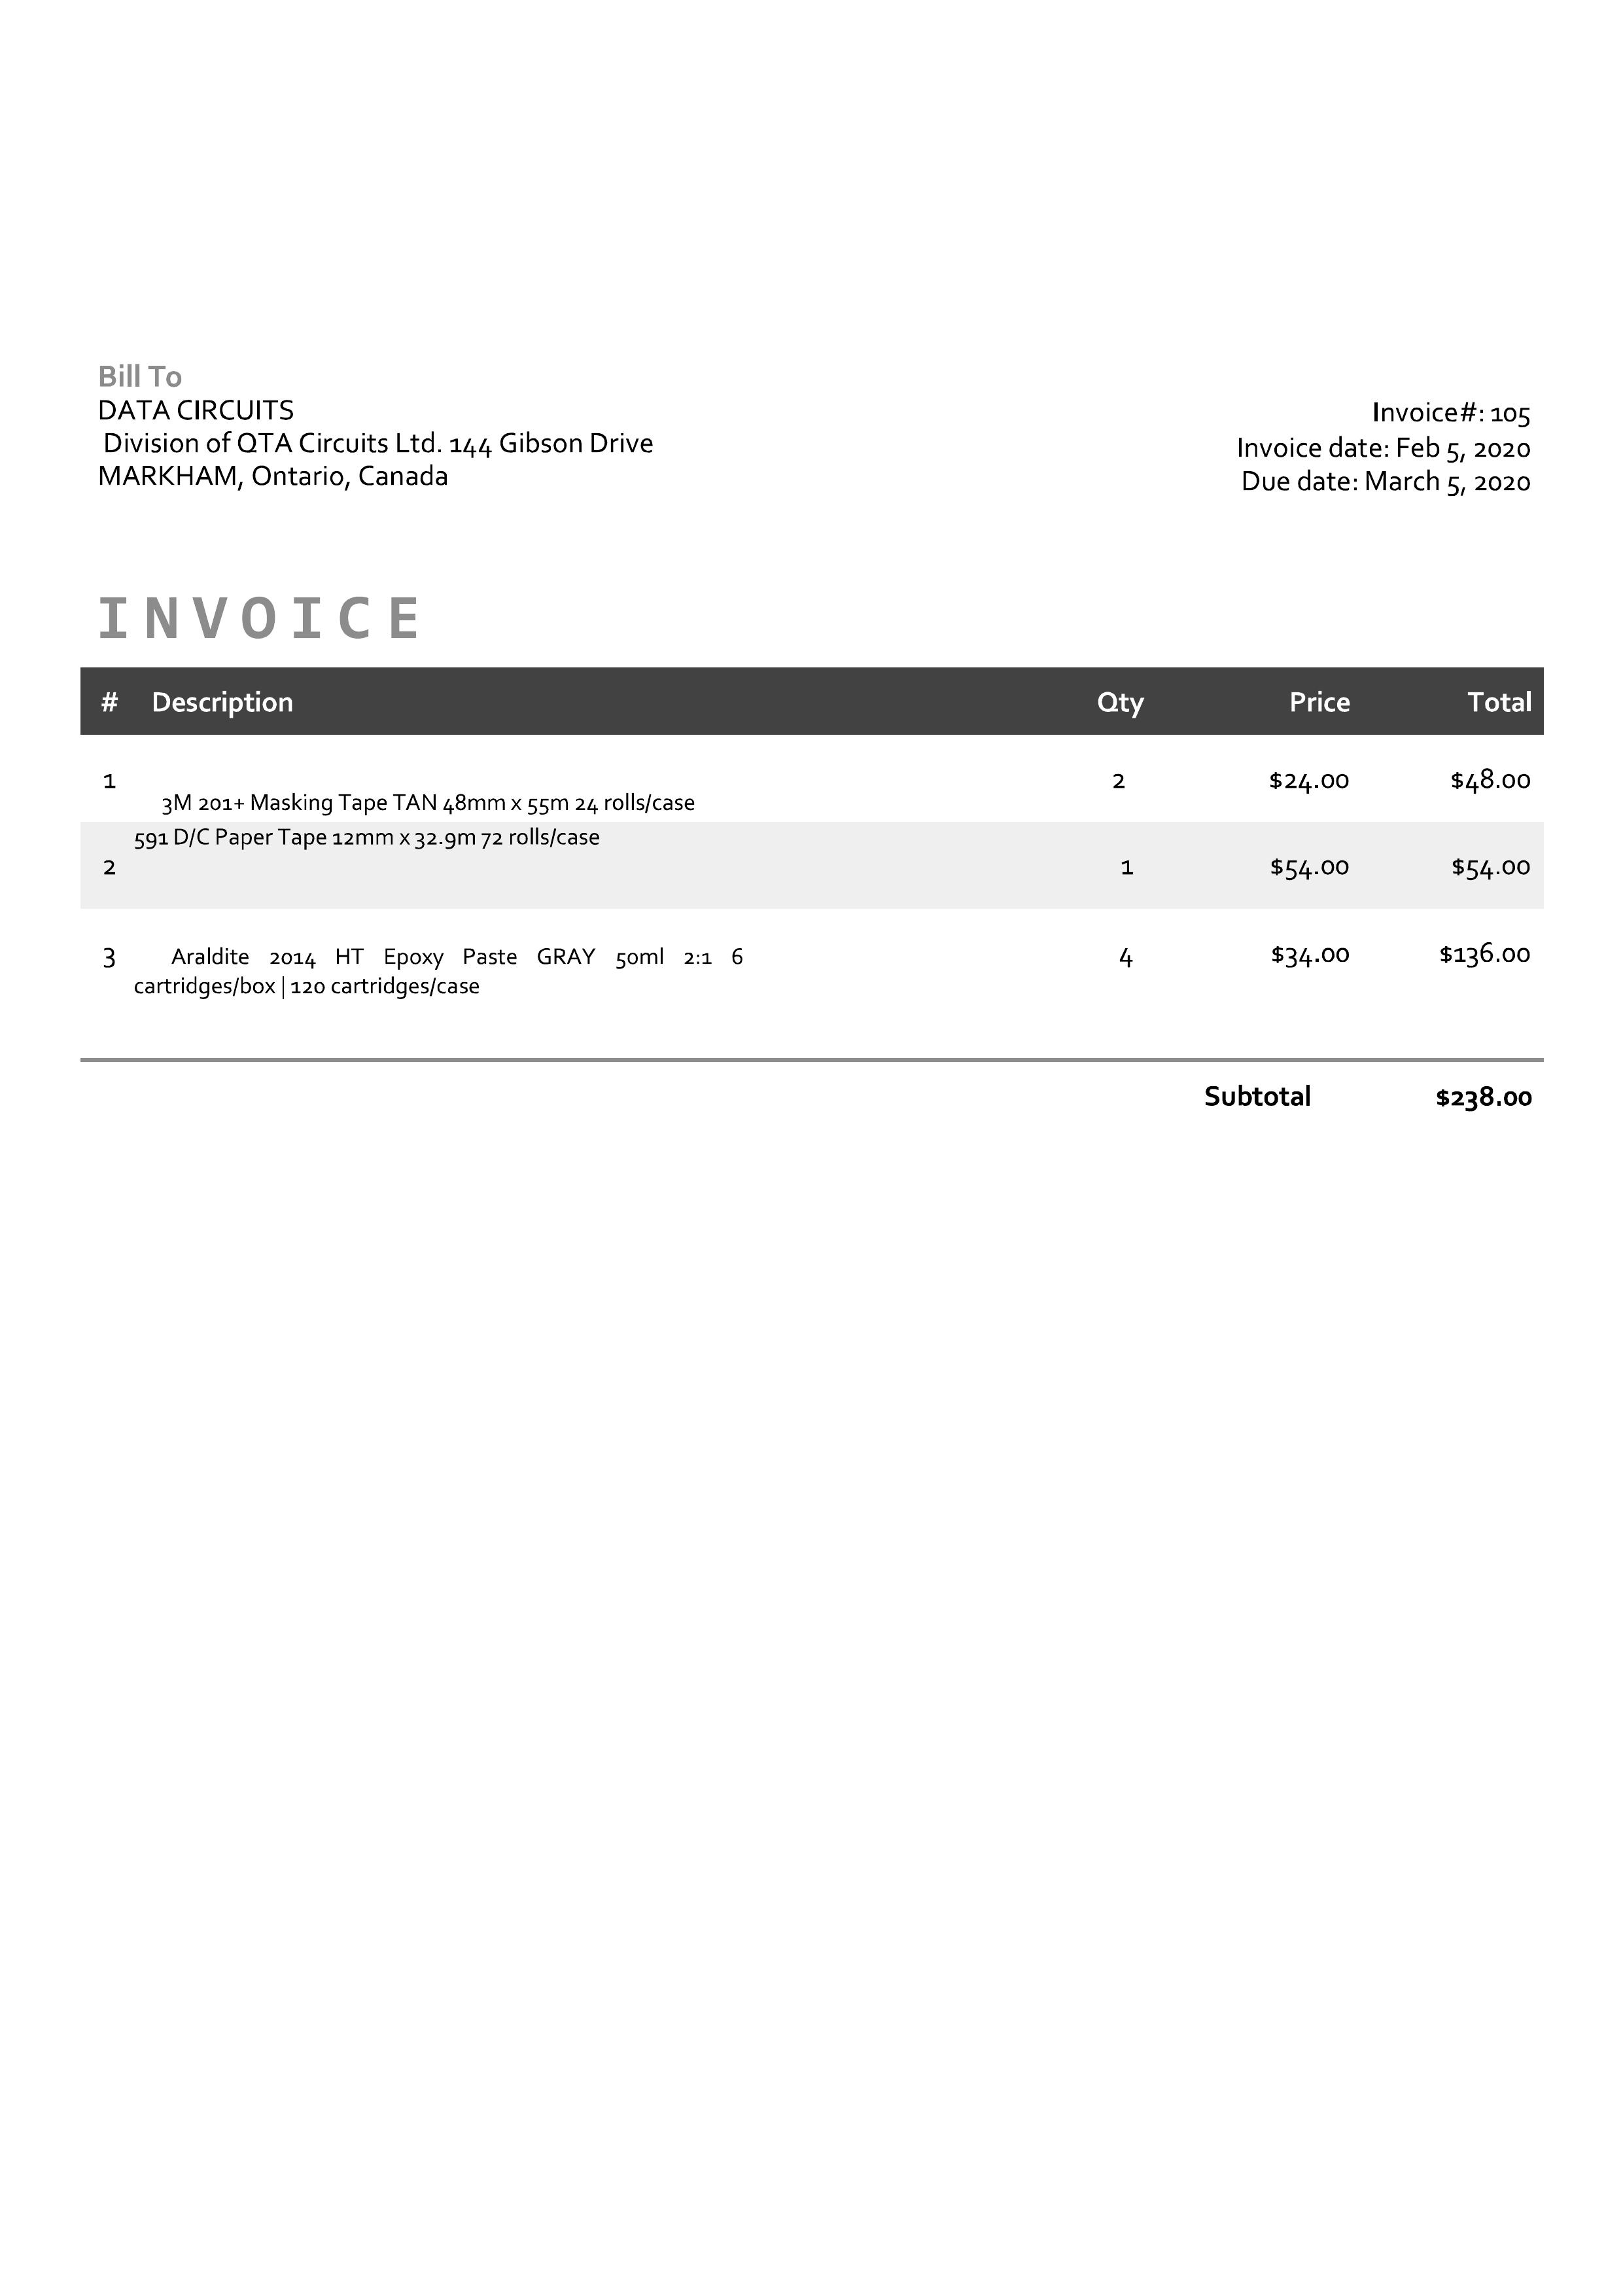 Bill To
DATA CIRCUITS
Division of QTA Circuits Ltd. 144 Gibson Drive
MARKHAM, Ontario, Canada
Invoice#: 105
Invoice date: Feb 5, 2020
Due date: March 5, 2020
INVOICE
# Description Qty Price Total
1 3M 201+ Masking Tape TAN 48mm x 55m 24 rolls/case 2 $24.00 $48.00
591 D/C Paper Tape 12mm x 32.9m 72 rolls/case
2 1 $54.00 $54.00
3 Araldite 2014 HT Epoxy Paste GRAY 50ml 2:1 6 4 $34.00 $136.00
cartridges/box | 120 cartridges/case
Subtotal $238.00